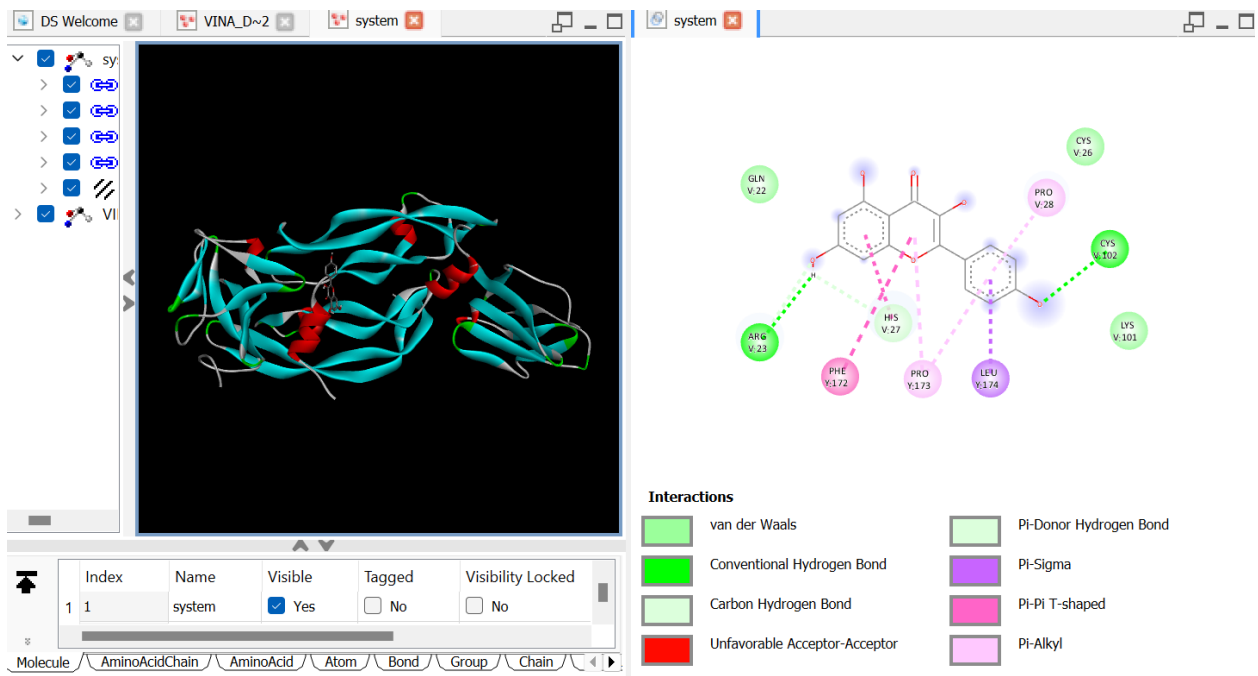 DS Welcome
VINA_D~2
system
system
sy
VI
Index Name Visible Tagged Visibility Locked
1 1 system Yes No No
Molecule AminoAcidChain AminoAcid Atom Bond Group Chain
CYS
V:26
GLN
V:22
PRO
V:28
CYS
V:102
O
O
O
O
O
O
H
HIS
V:27
LYS
V:101
ARG
V:23
PHE
Y:172
PRO
Y:173
LEU
Y:174
Interactions
van der Waals
Conventional Hydrogen Bond
Carbon Hydrogen Bond
Unfavorable Acceptor-Acceptor
Pi-Donor Hydrogen Bond
Pi-Sigma
Pi-Pi T-shaped
Pi-Alkyl